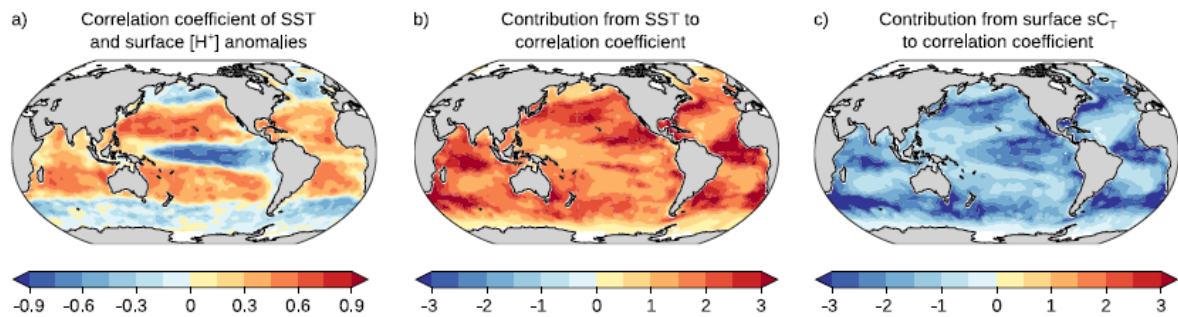 a) Correlation coefficient of SST
and surface [H⁺] anomalies
b) Contribution from SST to
correlation coefficient
c) Contribution from surface sC_T
to correlation coefficient
-0.9 -0.6 -0.3 0 0.3 0.6 0.9
-3 -2 -1 0 1 2 3
-3 -2 -1 0 1 2 3